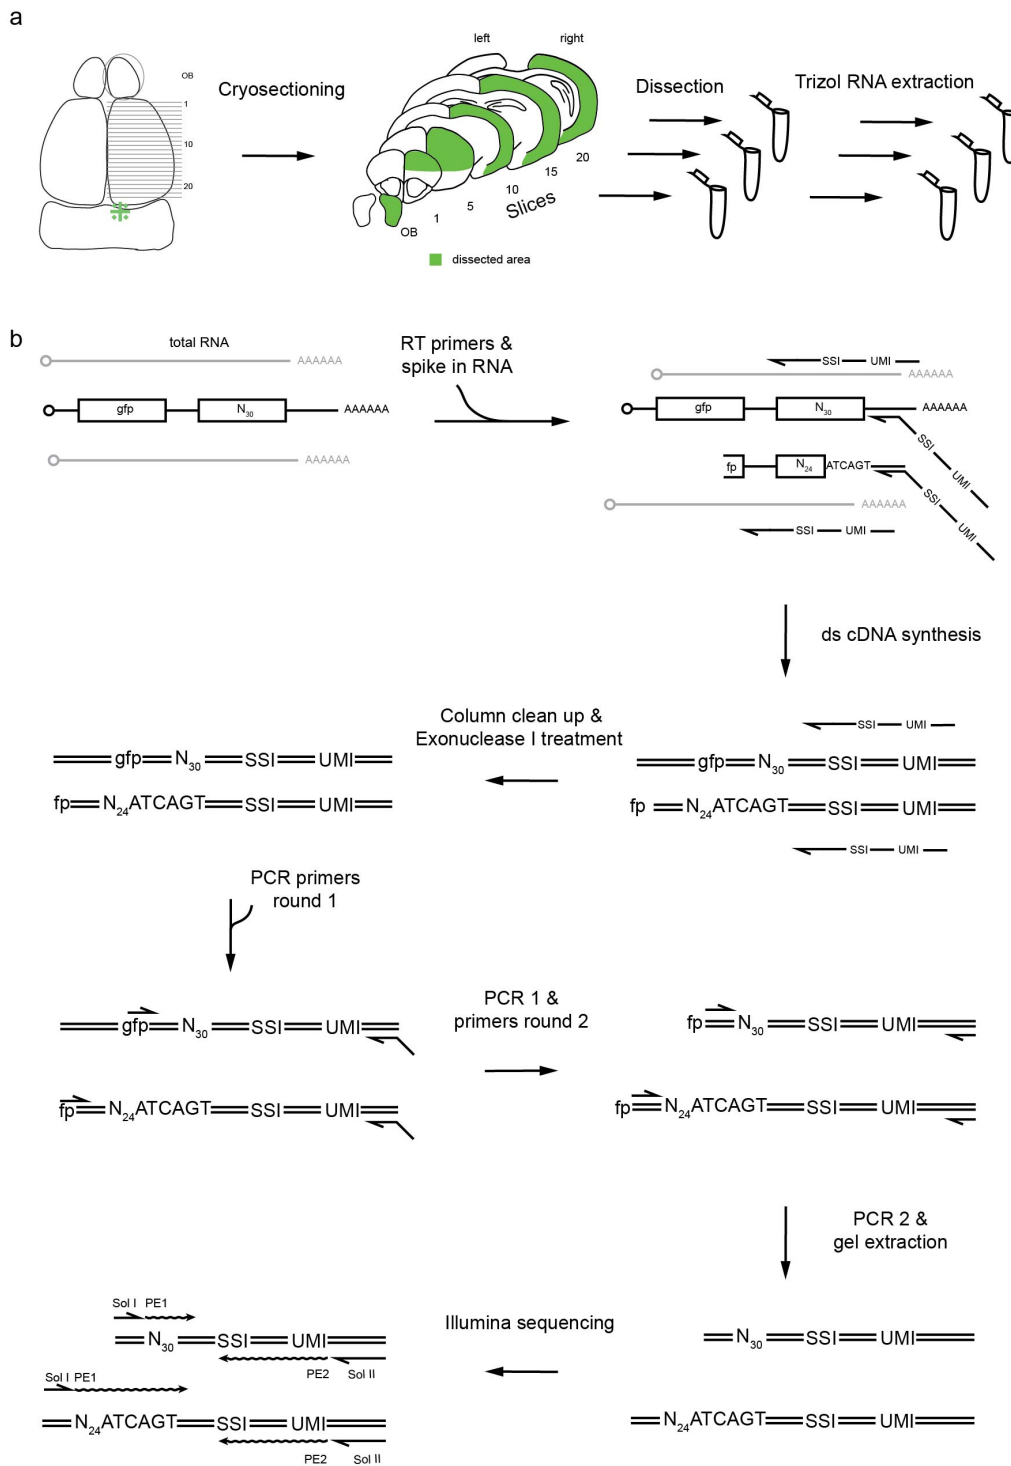 a
OB
1
10
20
Cryosectioning
left
right
OB
1
5
10
15
20
Slices
dissected area
Dissection
Trizol RNA extraction
b
total RNA
AAAAAA
gfp
N30
AAAAAA
AAAAAA
RT primers &
spike in RNA
SSI
UMI
AAAAAA
gfp
N30
AAAAAA
SSI
UMI
fp
N24
ATCAGT
SSI
UMI
AAAAAA
SSI
UMI
ds cDNA synthesis
SSI
UMI
gfp N30 SSI UMI
fp N24ATCAGT SSI UMI
SSI
UMI
Column clean up &
Exonuclease I treatment
gfp N30 SSI UMI
fp N24ATCAGT SSI UMI
PCR primers
round 1
gfp N30 SSI UMI
fp N24ATCAGT SSI UMI
PCR 1 &
primers round 2
fp N30 SSI UMI
fp N24ATCAGT SSI UMI
PCR 2 &
gel extraction
N30 SSI UMI
N24ATCAGT SSI UMI
Illumina sequencing
Sol I PE1
N30 SSI UMI
PE2 Sol II
Sol I PE1
N24ATCAGT SSI UMI
PE2 Sol II